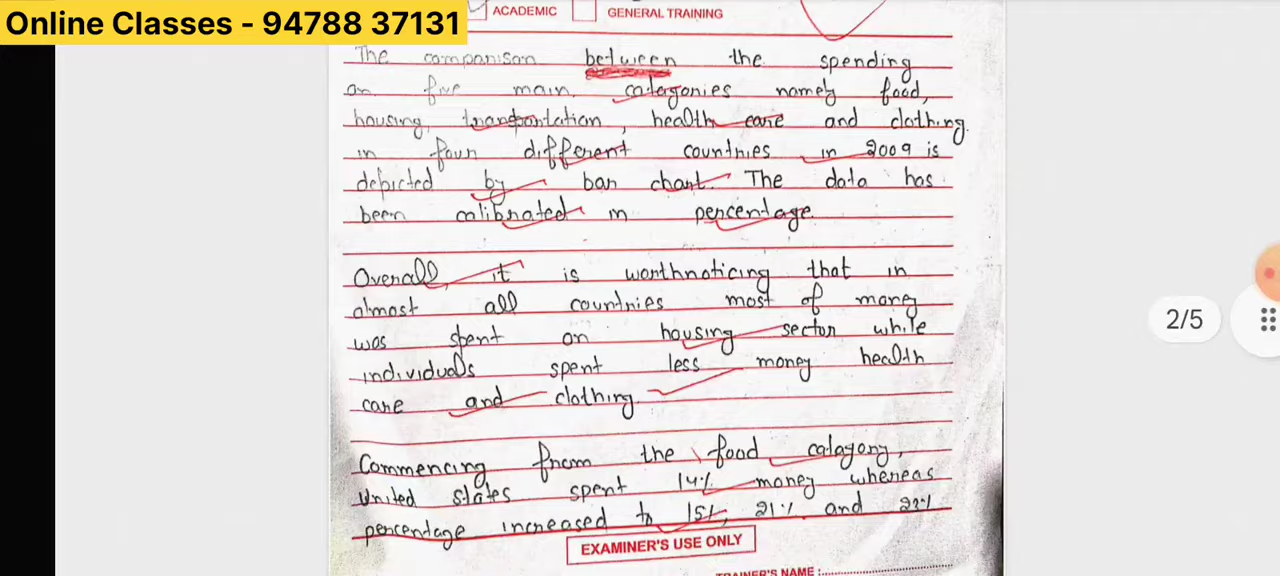 Online Classes - 94788 37131
ACADEMIC GENERAL TRAINING
The comparison between the spending
on five main catagories namely food,
housing, transportation, health care and clothing
in four different countries in 2009 is
depicted by bar chart. The data has
been calibrated in percentage.
Overall, it is worthnoticing that in
almost all countries most of money
was spent on housing sector while
individuals spent less money health
care and clothing
2/5
Commencing from the food catagory,
United states spent 14% money whereas
percentage increased to 15%, 21% and 22%
EXAMINER'S USE ONLY
TRAINER'S NAME :